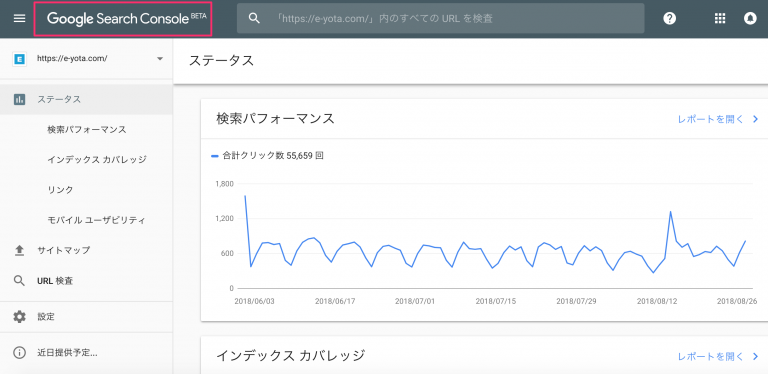 Google Search Console BETA
「https://e-yota.com/」内のすべての URL を検査
https://e-yota.com/
ステータス
検索パフォーマンス
インデックス カバレッジ
リンク
モバイル ユーザビリティ
サイトマップ
URL 検査
設定
近日提供予定...
ステータス
検索パフォーマンス
レポートを開く
合計クリック数 55,659 回
1,800
1,200
600
0
2018/06/03 2018/06/17 2018/07/01 2018/07/15 2018/07/29 2018/08/12 2018/08/26
インデックス カバレッジ
レポートを開く